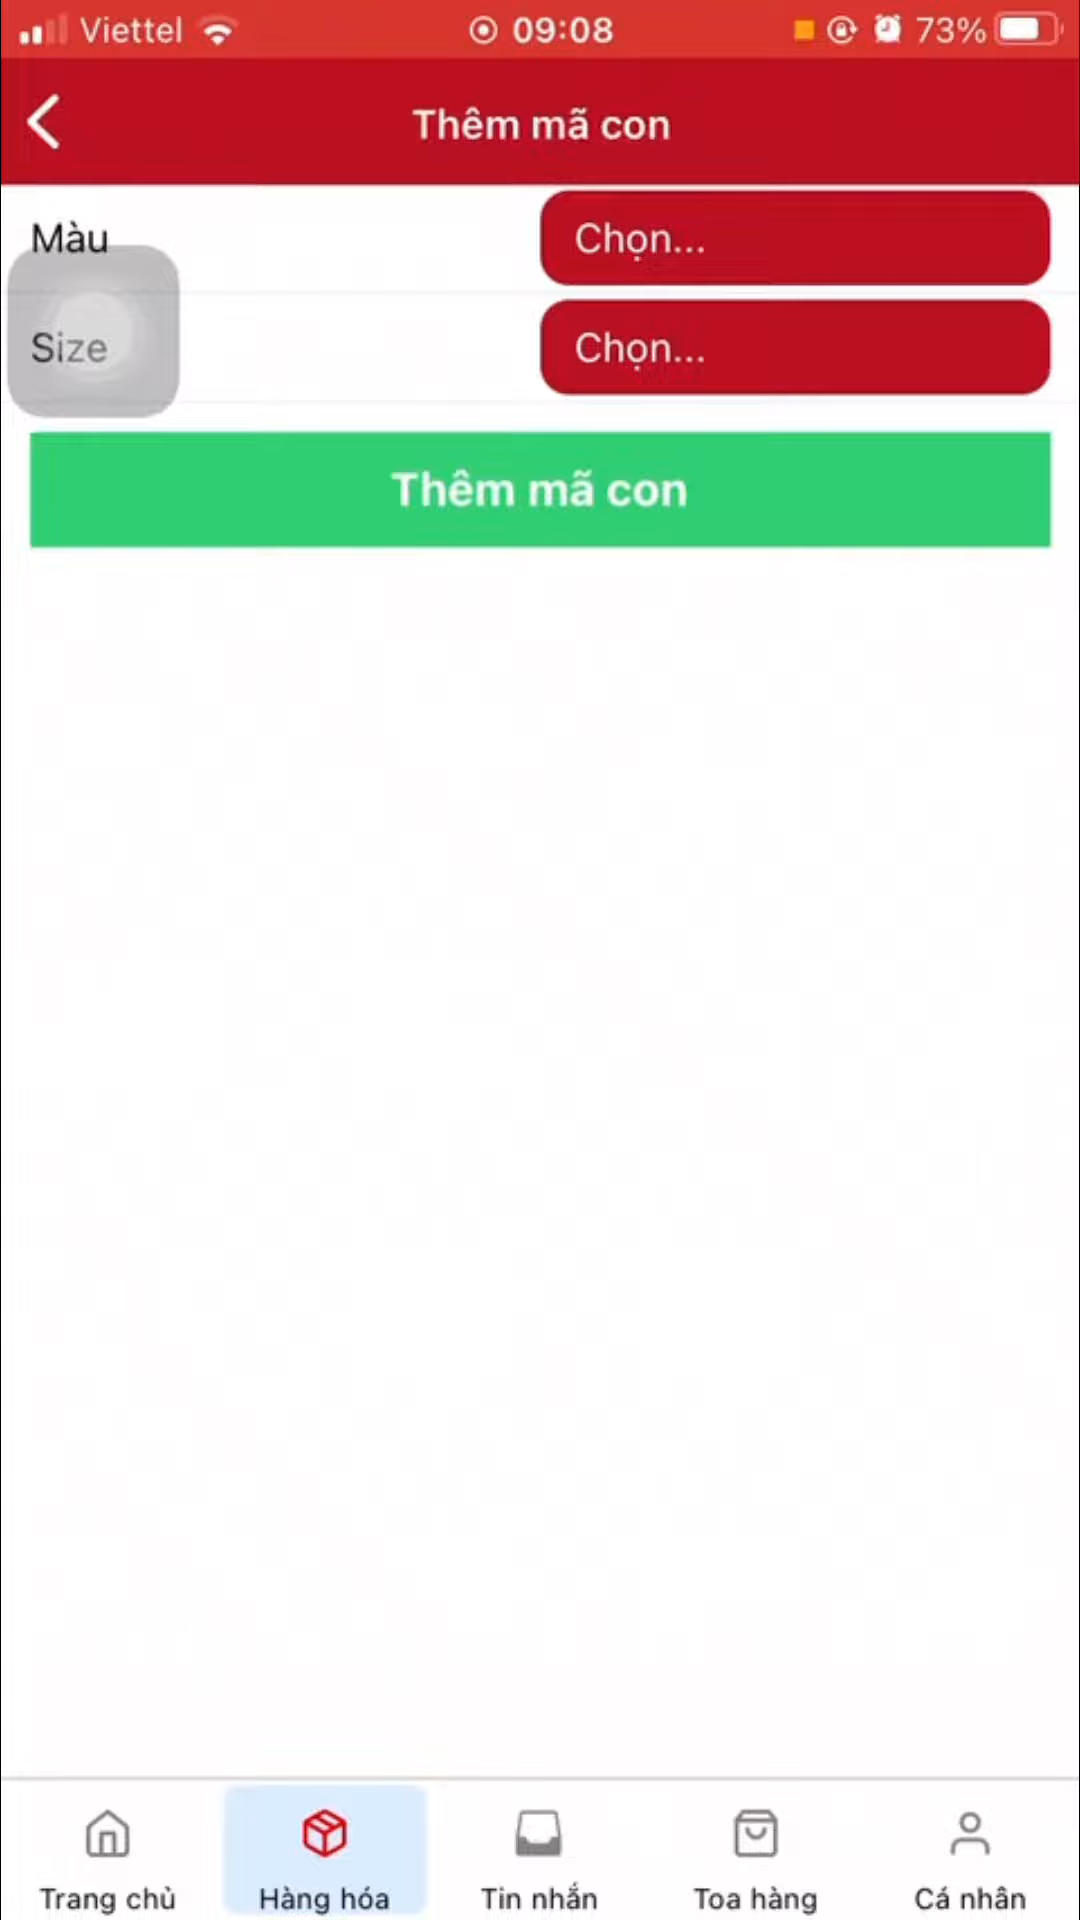 Viettel 09:08 73%
Thêm mã con
Màu Chọn...
Size Chọn...
Thêm mã con
Trang chủ Hàng hóa Tin nhắn Toa hàng Cá nhân